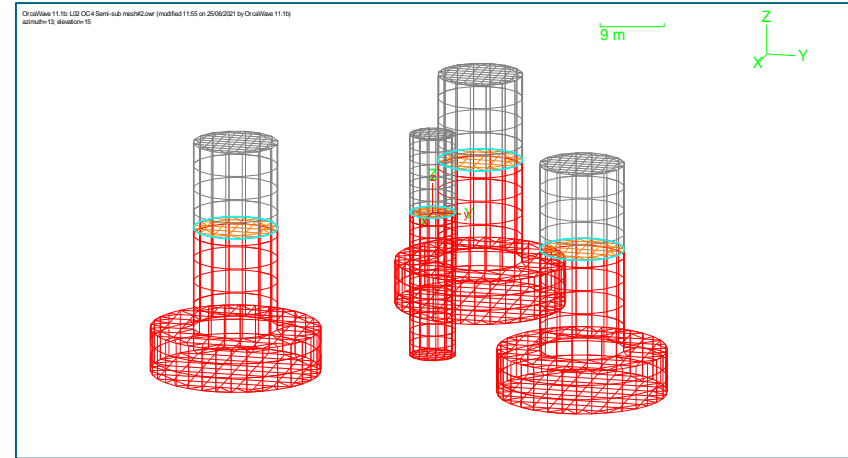 OrcaWave 11.1b: L02 OC4 Semi-sub mesh#2.owr (modified 11:55 on 25/06/2021 by OrcaWave 11.1b)
azimuth=13; elevation=15
9 m
Z
X
Y
Z
x
y